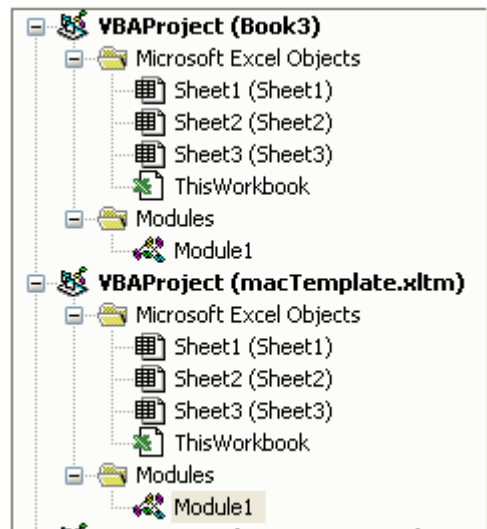 VBAProject (Book3)
Microsoft Excel Objects
Sheet1 (Sheet1)
Sheet2 (Sheet2)
Sheet3 (Sheet3)
ThisWorkbook
Modules
Module1
VBAProject (macTemplate.xltm)
Microsoft Excel Objects
Sheet1 (Sheet1)
Sheet2 (Sheet2)
Sheet3 (Sheet3)
ThisWorkbook
Modules
Module1